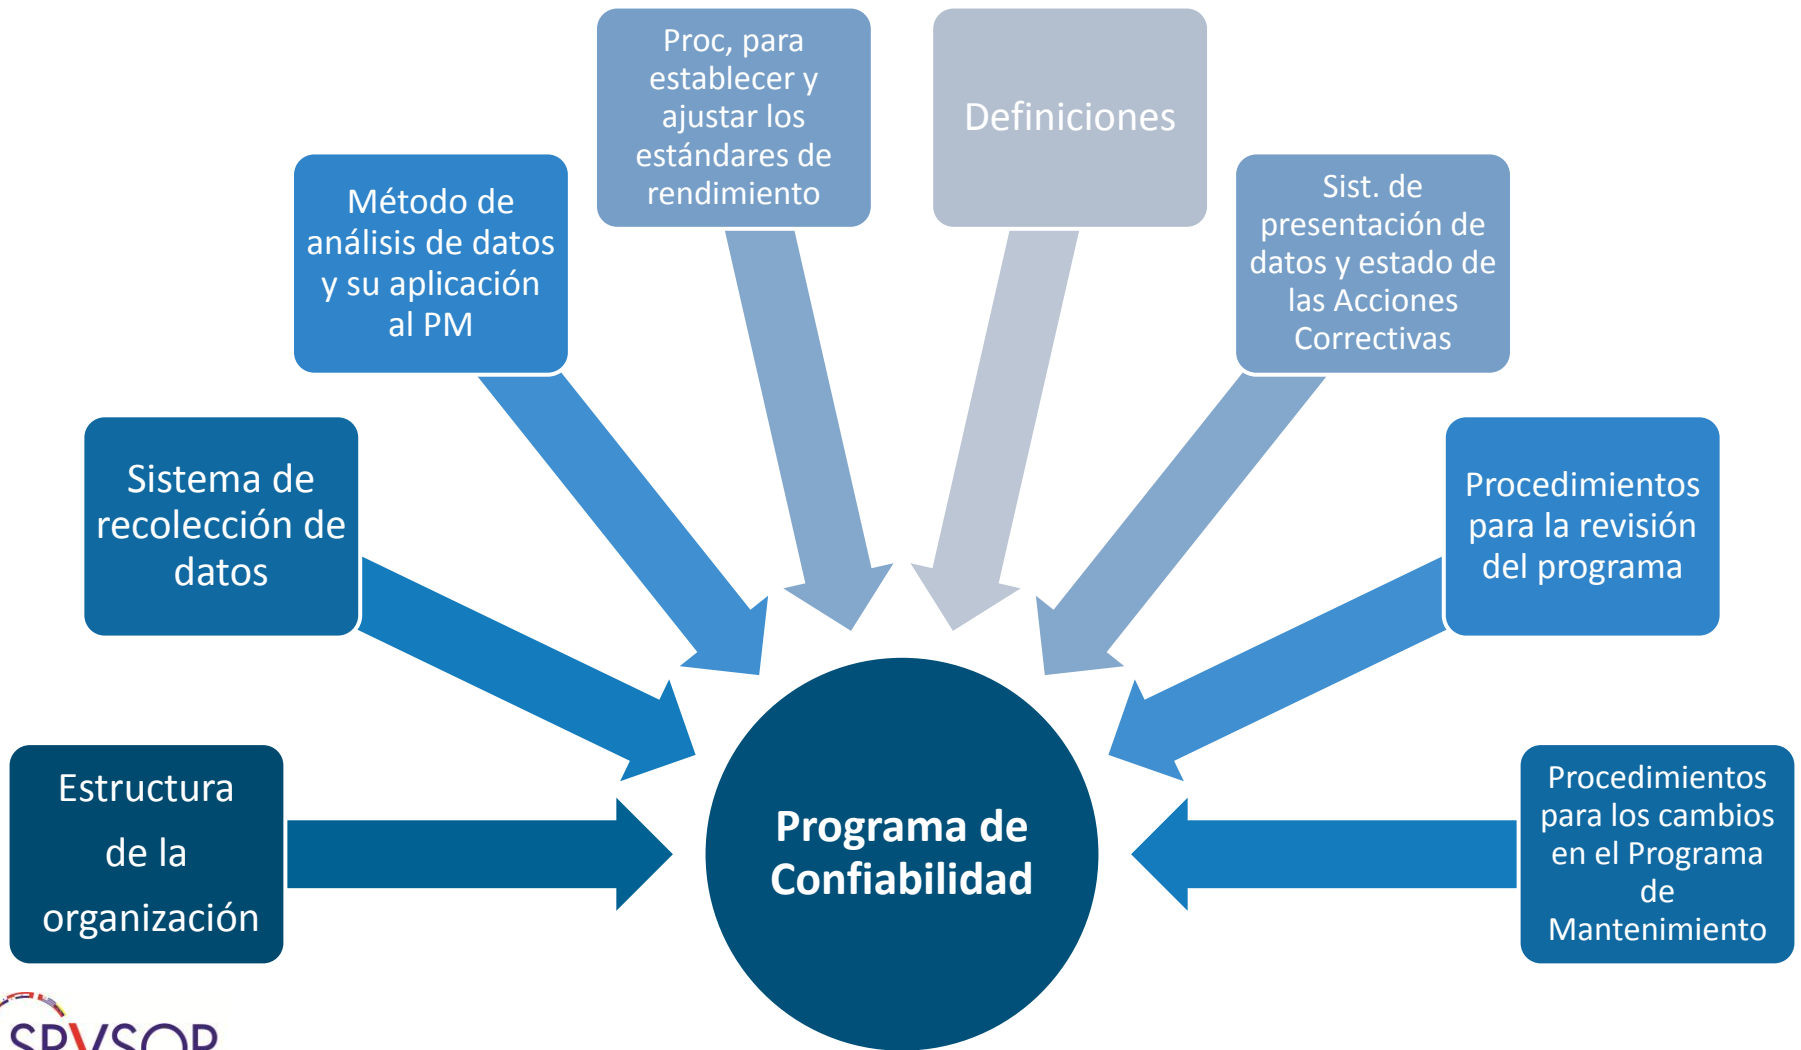 Proc, para
establecer y
ajustar los
estándares de
rendimiento
Definiciones
Método de
análisis de datos
y su aplicación
al PM
Sist. de
presentación de
datos y estado de
las Acciones
Correctivas
Sistema de
recolección de
datos
Procedimientos
para la revisión
del programa
Estructura
de la
organización
Programa de
Confiabilidad
Procedimientos
para los cambios
en el Programa
de
Mantenimiento
SRVSOP